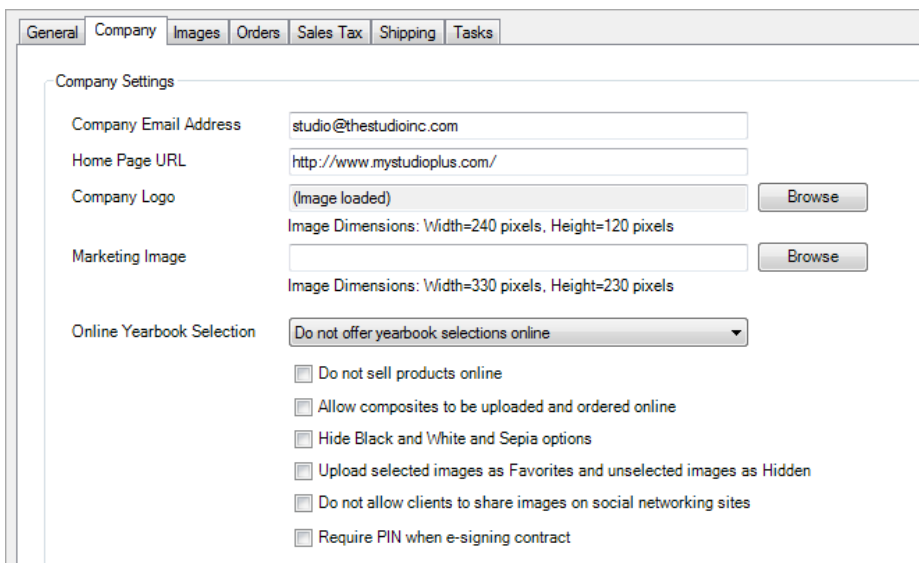 General Company Images Orders Sales Tax Shipping Tasks
Company Settings
Company Email Address studio@thestudioinc.com
Home Page URL http://www.mystudioplus.com/
Company Logo (Image loaded) Browse
Image Dimensions: Width=240 pixels, Height=120 pixels
Marketing Image Browse
Image Dimensions: Width=330 pixels, Height=230 pixels
Online Yearbook Selection Do not offer yearbook selections online
Do not sell products online
Allow composites to be uploaded and ordered online
Hide Black and White and Sepia options
Upload selected images as Favorites and unselected images as Hidden
Do not allow clients to share images on social networking sites
Require PIN when e-signing contract